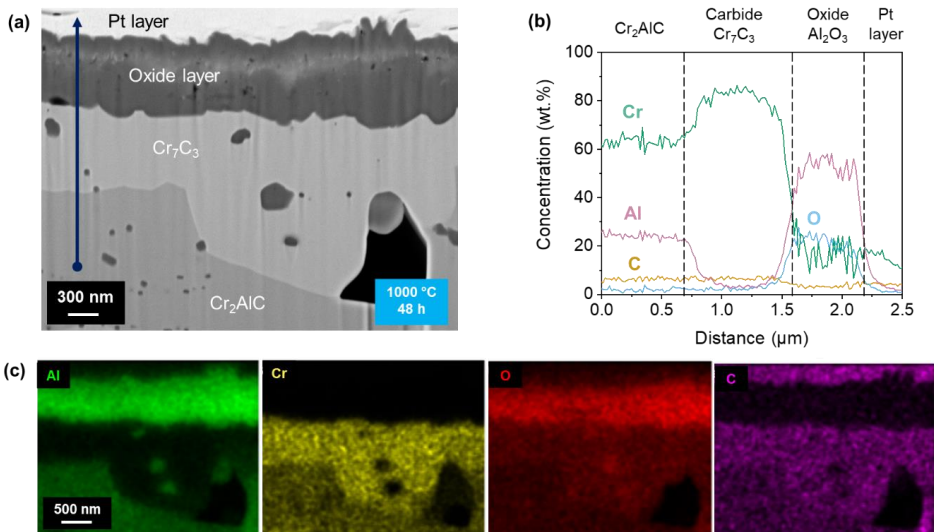 (a)
Pt layer
Oxide layer
Cr₇C₃
Cr₂AlC
300 nm
1000 °C
48 h
(b)
Cr₂AlC
Carbide
Cr₇C₃
Oxide
Al₂O₃
Pt
layer
Concentration (wt.%)
100
80
60
40
20
0
Cr
Al
O
C
0.0 0.5 1.0 1.5 2.0 2.5
Distance (µm)
(c)
Al
Cr
O
C
500 nm